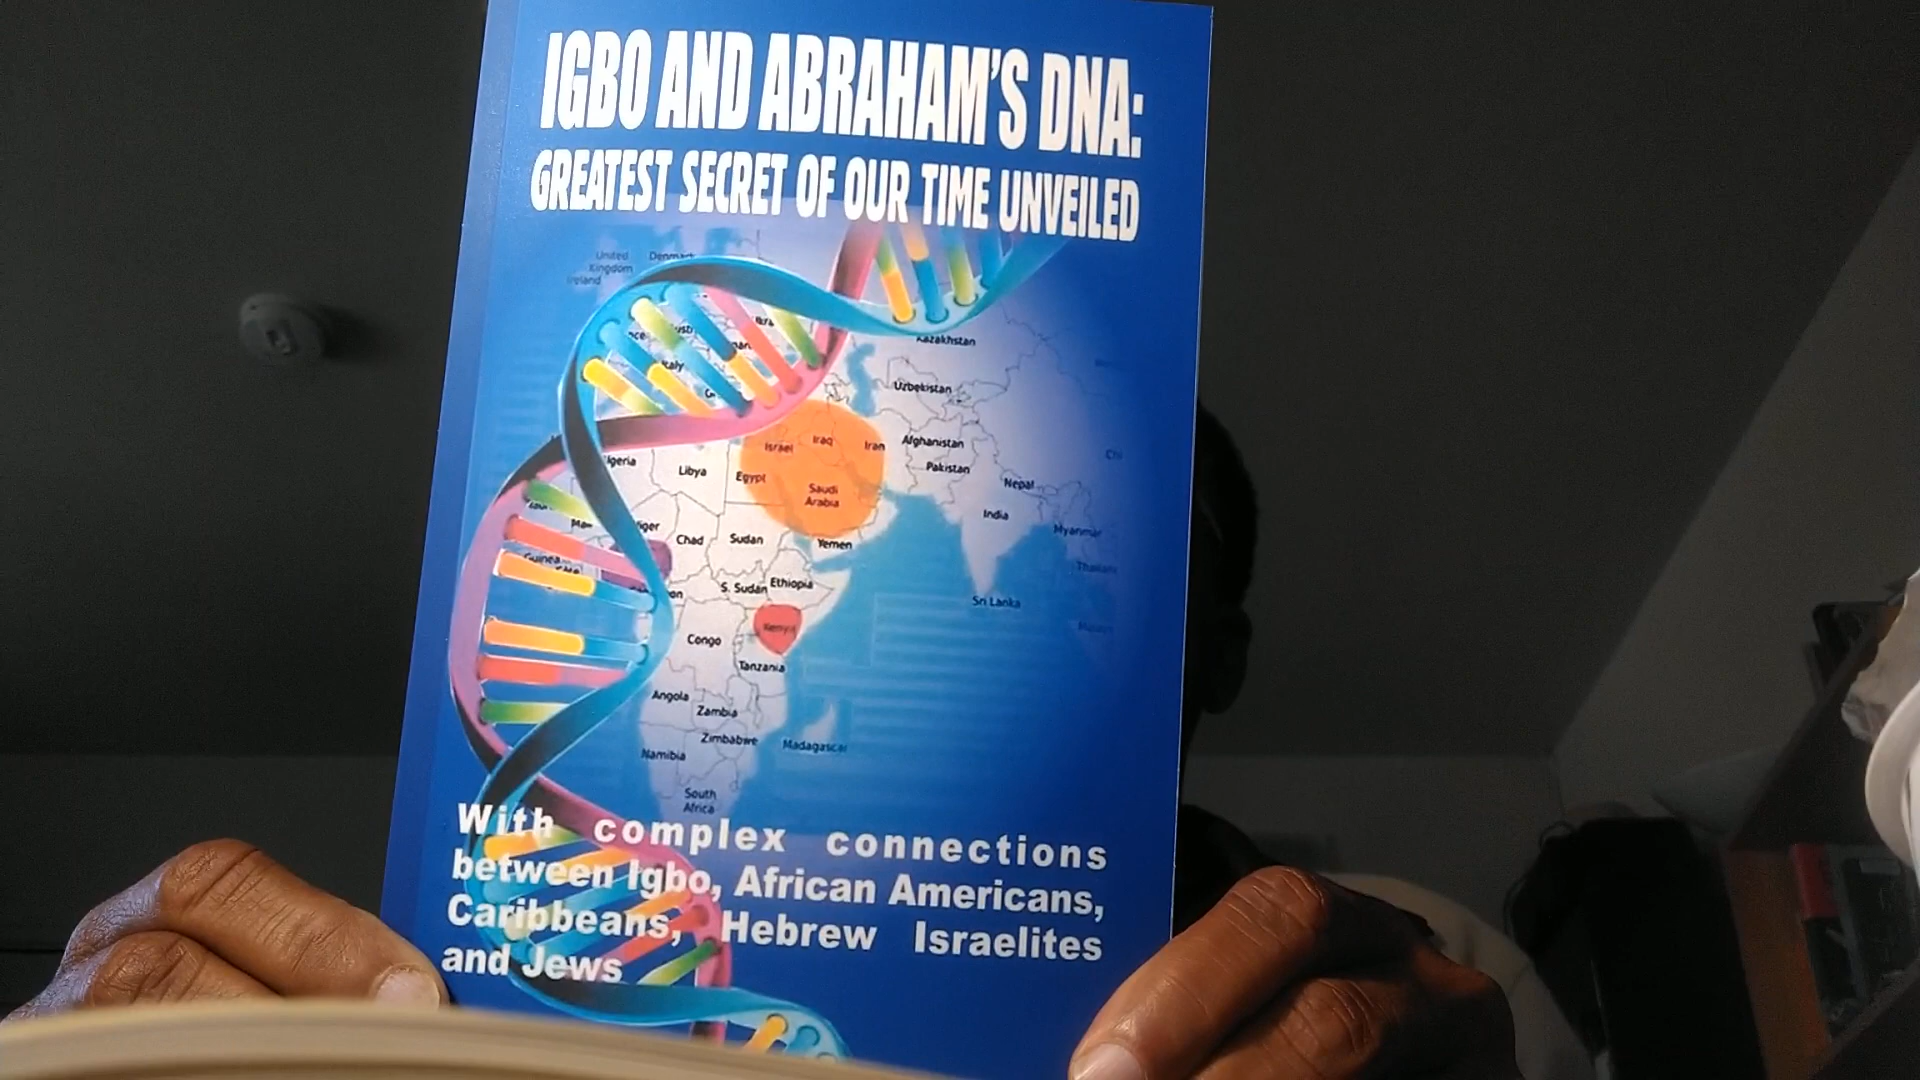 IGBO AND ABRAHAM'S DNA:
GREATEST SECRET OF OUR TIME UNVEILED
United
Kingdom
Ireland
Denmark
Kazakhstan
Uzbekistan
Italy
Israel
Iraq
Iran
Afghanistan
Pakistan
Nepal
India
Myanmar
lgeria
Libya
Egypt
Saudi
Arabia
iger
Chad
Sudan
Yemen
Guinea
S. Sudan
Ethiopia
Sri Lanka
Congo
Kenya
Tanzania
Angola
Zambia
Zimbabwe
Madagascar
Namibia
South
Africa
With complex connections
between Igbo, African Americans,
Caribbeans, Hebrew Israelites
and Jews